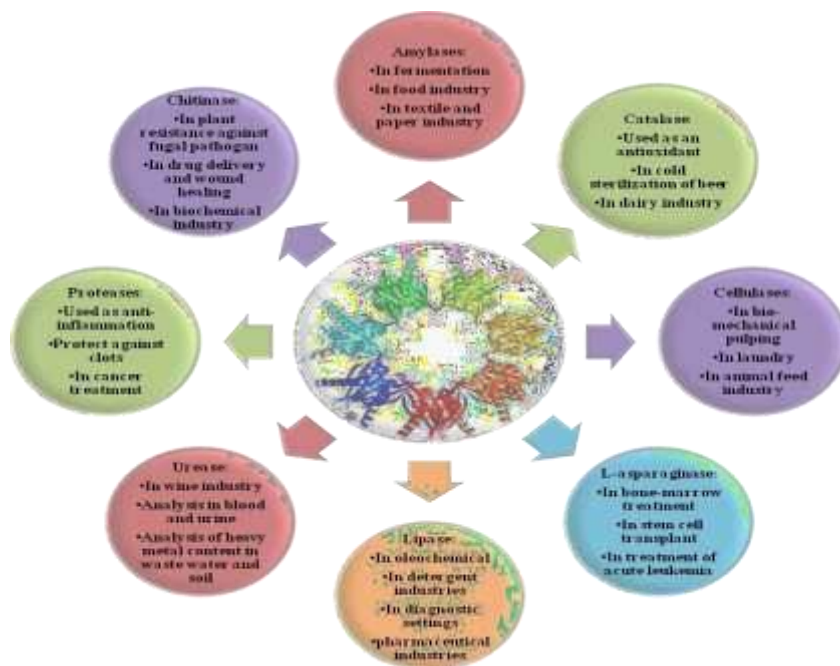 Amylases:
•In fermentation
•In food industry
•In textile and
paper industry
Catalase
•Used as an
antioxidant
•In cold
sterilization of beer
•In dairy industry
Cellulases:
•In bio-
mechanical
pulping
•In laundry
•In animal feed
industry
L-asparaginase:
•In bone-marrow
treatment
•In stem cell
transplant
•In treatment of
acute leukemia
Lipase:
•In oleochemical
•In detergent
industries
•In diagnostic
settings
•pharmaceutical
industries
Urease:
•In wine industry
•Analysis in blood
and urine
•Analysis of heavy
metal content in
waste water and
soil
Proteases:
•Used as anti-
inflammation
•Protect against
clots
•In cancer
treatment
Chitinase:
•In plant
resistance against
fugal pathogan
•In drug delivery
and wound
healing
•In biochemical
industry